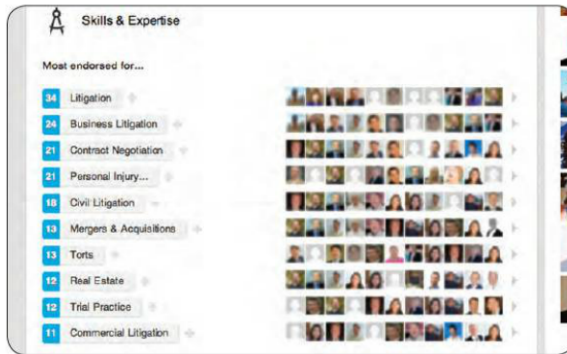 Skills & Expertise
Most endorsed for...
34 Litigation
24 Business Litigation
21 Contract Negotiation
21 Personal Injury...
18 Civil Litigation
13 Mergers & Acquisitions
13 Torts
12 Real Estate
12 Trial Practice
11 Commercial Litigation